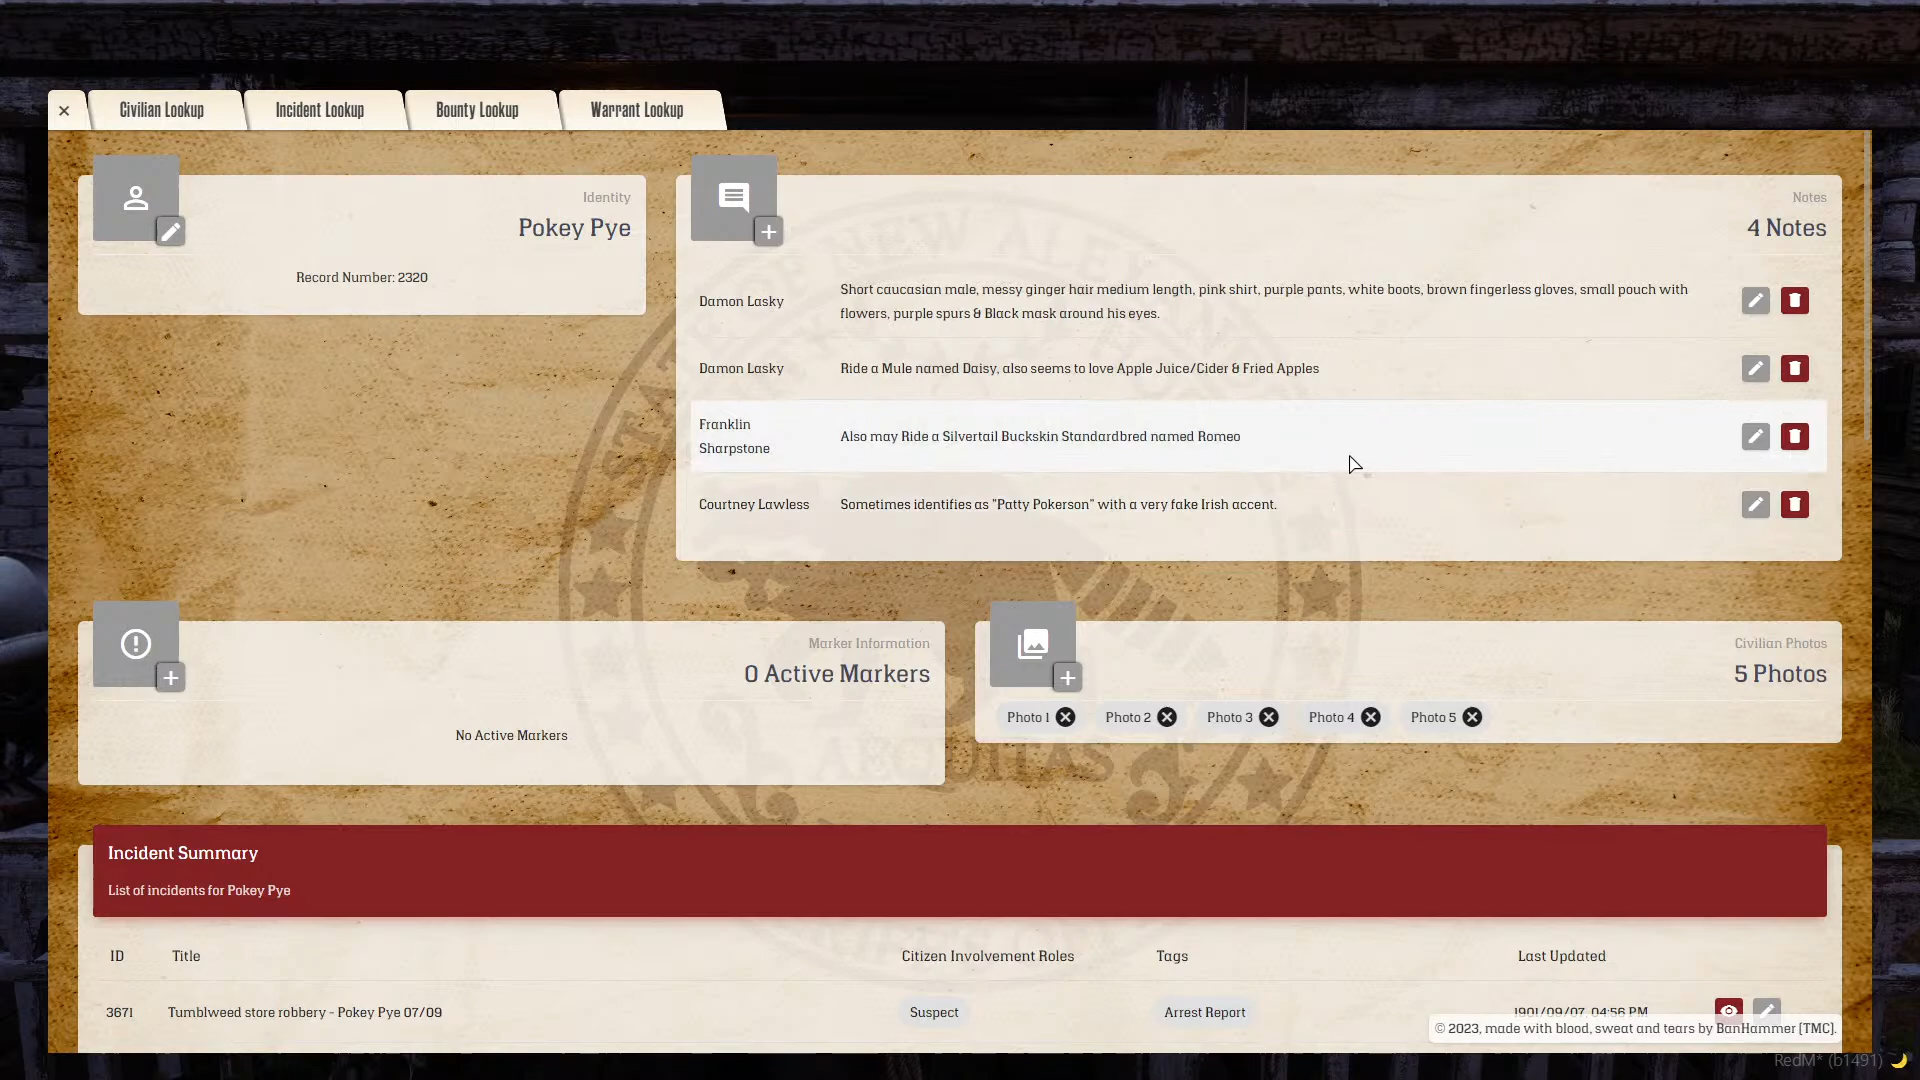 Civilian Lookup
Incident Lookup
Bounty Lookup
Warrant Lookup
Identity
Pokey Pye
Record Number: 2320
Notes
4 Notes
Damon Lasky
Short caucasian male, messy ginger hair medium length, pink shirt, purple pants, white boots, brown fingerless gloves, small pouch with
flowers, purple spurs & Black mask around his eyes.
Damon Lasky
Ride a Mule named Daisy, also seems to love Apple Juice/Cider & Fried Apples
Franklin
Sharpstone
Also may Ride a Silvertail Buckskin Standardbred named Romeo
Courtney Lawless
Sometimes identifies as "Patty Pokerson" with a very fake Irish accent.
Marker Information
0 Active Markers
No Active Markers
Civilian Photos
5 Photos
Photo 1
Photo 2
Photo 3
Photo 4
Photo 5
Incident Summary
List of incidents for Pokey Pye
ID
Title
Citizen Involvement Roles
Tags
Last Updated
3671
Tumblweed store robbery - Pokey Pye 07/09
Suspect
Arrest Report
1901/09/07, 04:56 PM
© 2023, made with blood, sweat and tears by BanHammer [TMC].
RedM* (b1491)